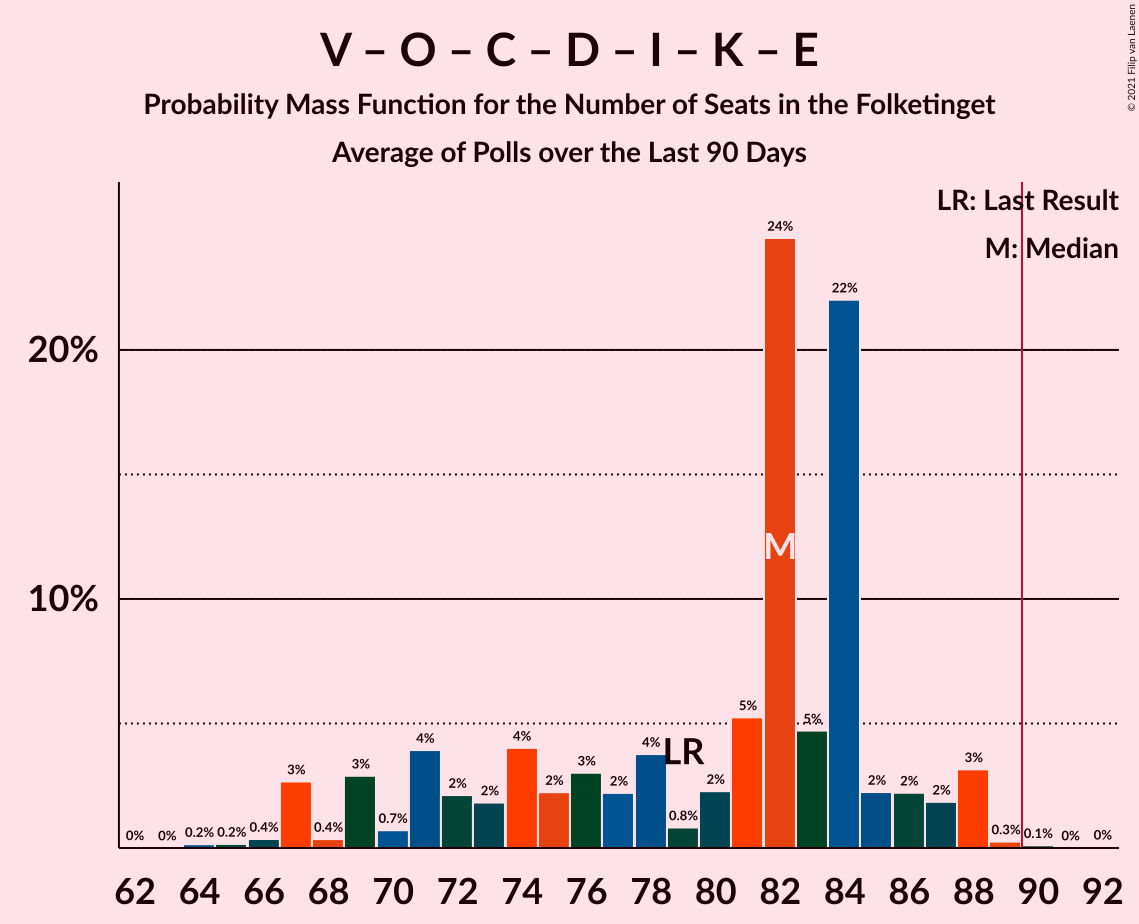 V – O – C – D – I – K – E
Probability Mass Function for the Number of Seats in the Folketinget
Average of Polls over the Last 90 Days
© 2021 Filip van Laenen
LR: Last Result
M: Median
20%
10%
0% 0% 0.2% 0.2% 0.4% 3% 0.4% 3% 0.7% 4% 2% 2% 4% 2% 3% 2% 4% 0.8% 2% 5% 24% 5% 22% 2% 2% 2% 3% 0.3% 0.1% 0% 0%
M
LR
62 64 66 68 70 72 74 76 78 80 82 84 86 88 90 92